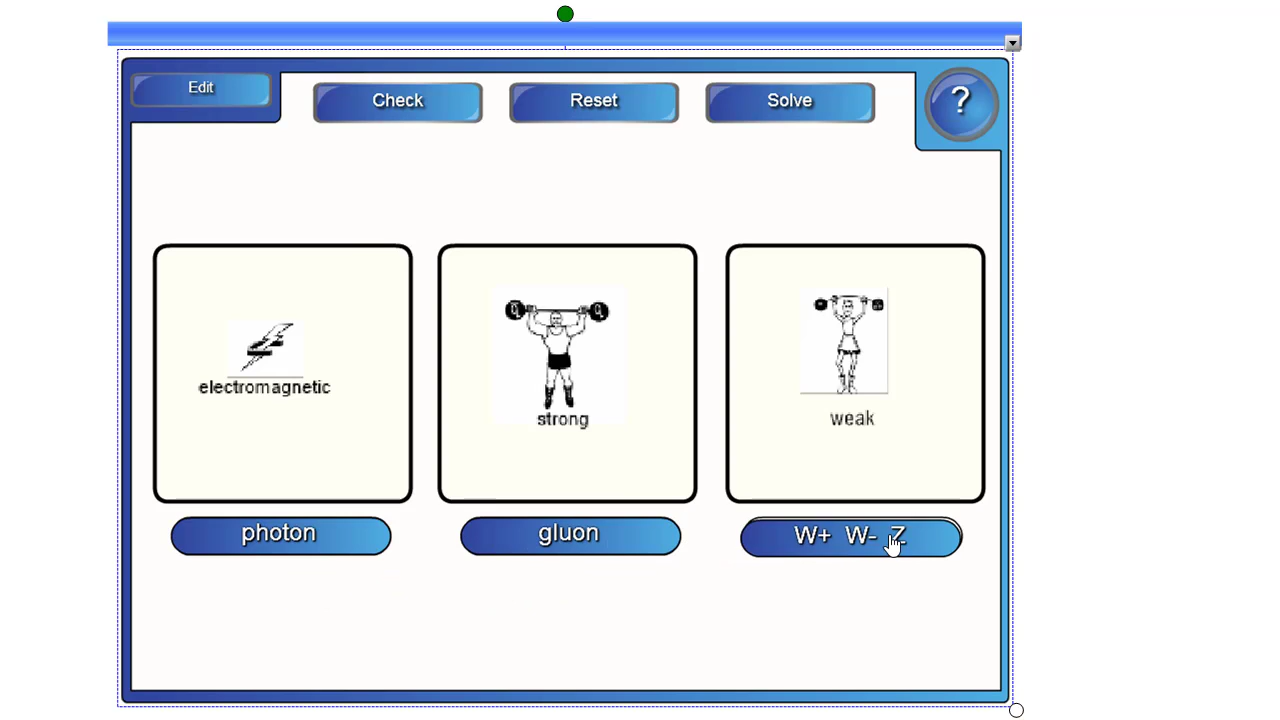 Edit
Check
Reset
Solve
?
electromagnetic
strong
weak
photon
gluon
W+ W- Z